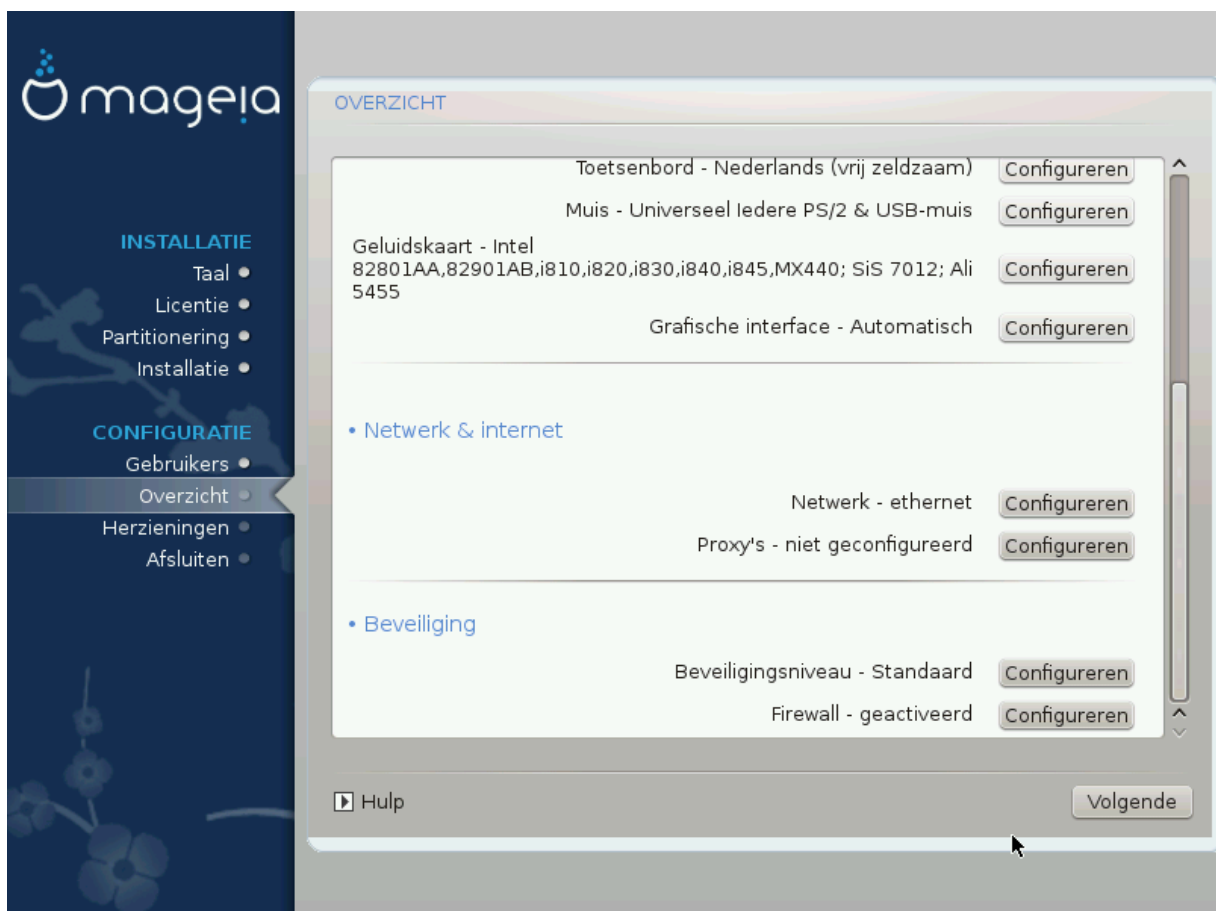 mageia
INSTALLATIE
Taal
Licentie
Partitionering
Installatie
CONFIGURATIE
Gebruikers
Overzicht
Herzieningen
Afsluiten
OVERZICHT
Toetsenbord - Nederlands (vrij zeldzaam) Configureren
Muis - Universeel Iedere PS/2 & USB-muis Configureren
Geluidskaart - Intel
82801AA,82901AB,i810,i820,i830,i840,i845,MX440; SiS 7012; Ali Configureren
5455
Grafische interface - Automatisch Configureren
• Netwerk & internet
Netwerk - ethernet Configureren
Proxy's - niet geconfigureerd Configureren
• Beveiliging
Beveiligingsniveau - Standaard Configureren
Firewall - geactiveerd Configureren
Hulp
Volgende